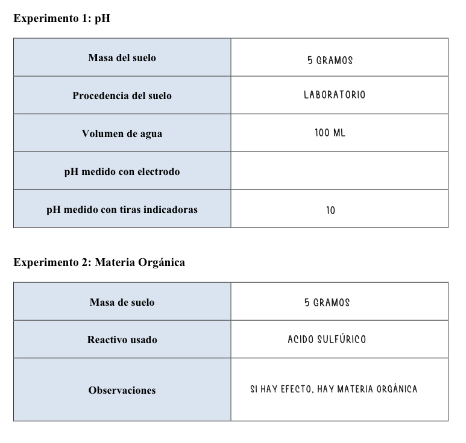 Experimento 1: pH
Masa del suelo 5 GRAMOS
Procedencia del suelo LABORATORIO
Volumen de agua 100 ML
pH medido con electrodo
pH medido con tiras indicadoras 10
Experimento 2: Materia Orgánica
Masa de suelo 5 GRAMOS
Reactivo usado ACIDO SULFÚRICO
Observaciones SI HAY EFECTO, HAY MATERIA ORGÁNICA